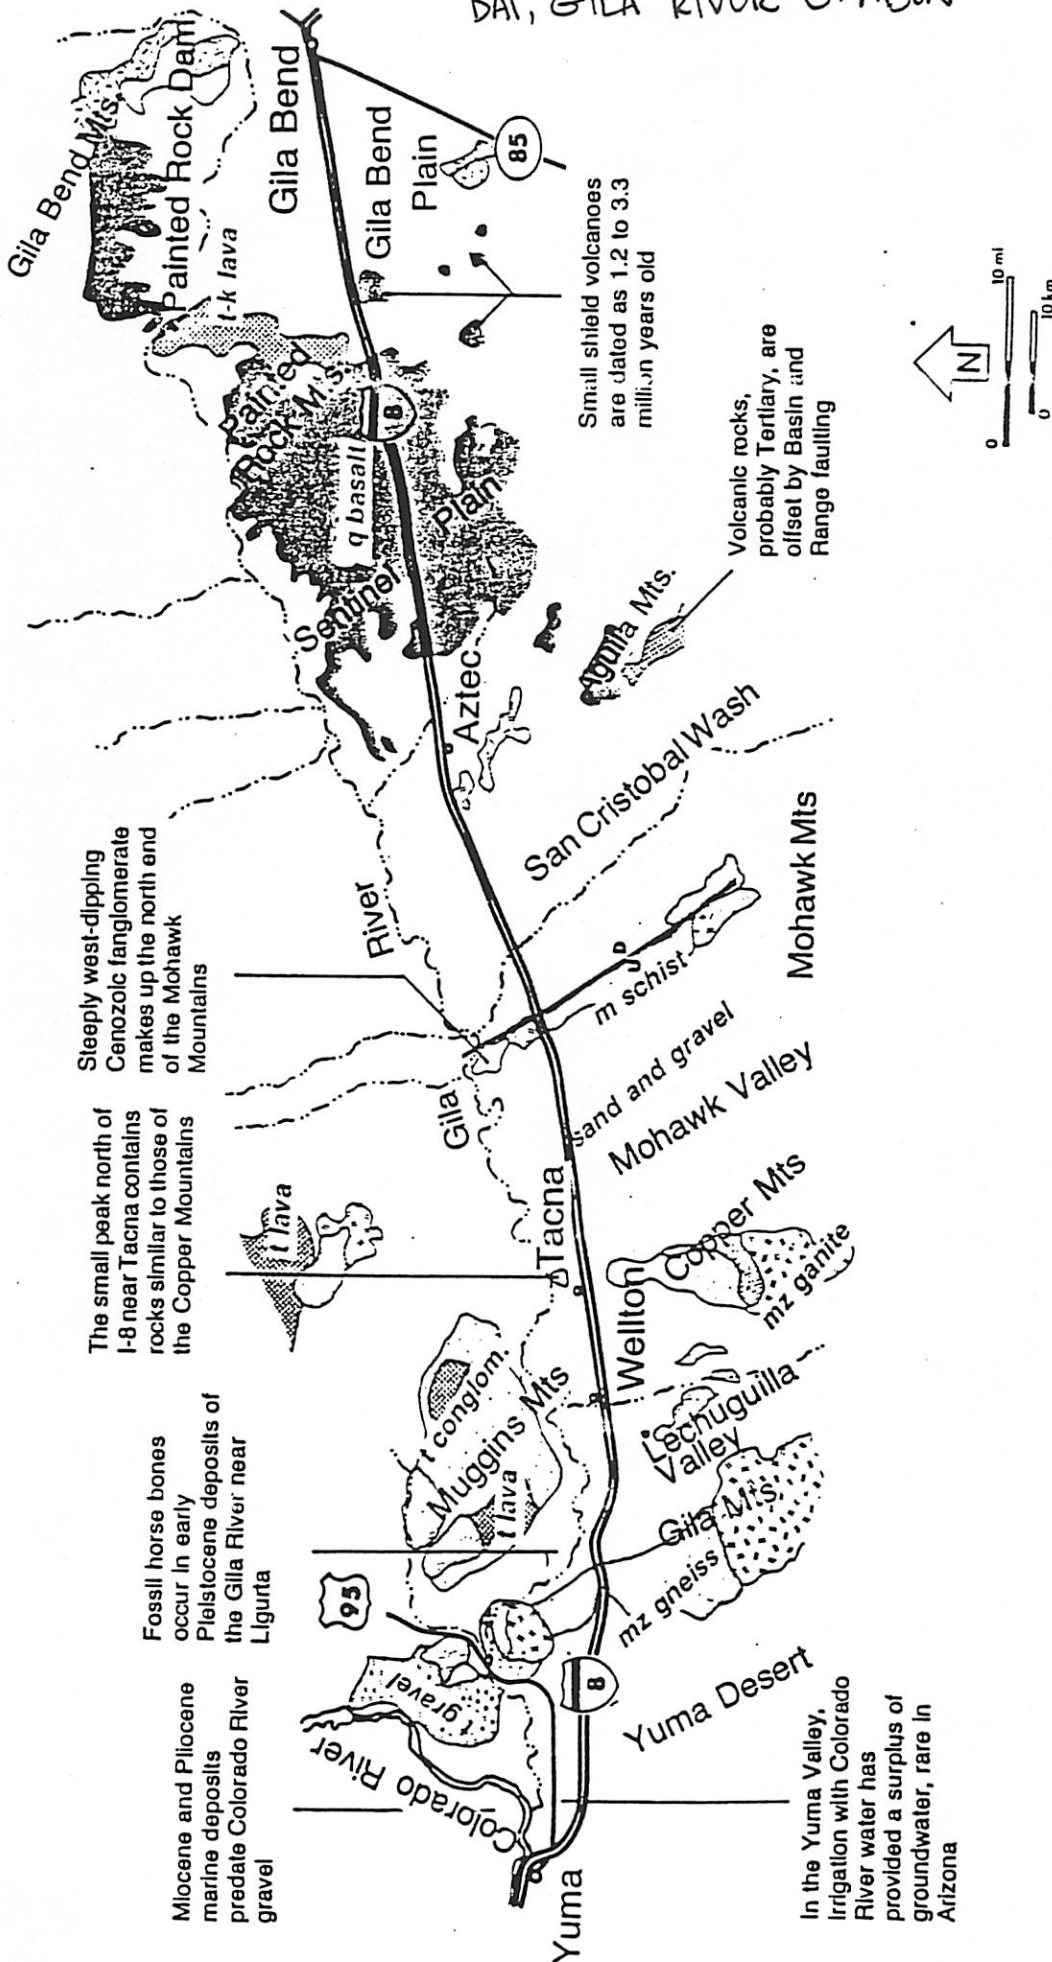 DAI, GILA RIVER
Miocene and Pliocene
marine deposits
predate Colorado River
gravel
Fossil horse bones
occur in early
Pleistocene deposits of
the Gila River near
Ligurta
The small peak north of
I-8 near Tacna contains
rocks similar to those of
the Copper Mountains
Steeply west-dipping
Cenozoic fanglomerate
makes up the north end
of the Mohawk
Mountains
Gila Bend Mts.
Painted Rock Dam
t-k lava
Painted
Rock Mts.
Gila Bend
Gila Bend
Plain
85
8
q basalt
Sentinel
Plain
Small shield volcanoes
are dated as 1.2 to 3.3
million years old
Aztec
Aguila Mts.
Volcanic rocks,
probably Tertiary, are
offset by Basin and
Range faulting
San Cristobal Wash
Gila
River
U D
m schist
Mohawk Mts
sand and gravel
Mohawk Valley
t lava
Tacna
Copper Mts
mz ganite
Wellton
t conglom.
Muggins Mts
t lava
Lechuguilla
Valley
Gila Mts
mz gneiss
95
t gravel
Colorado River
8
Yuma Desert
Yuma
In the Yuma Valley,
irrigation with Colorado
River water has
provided a surplus of
groundwater, rare in
Arizona
N
0 10 mi
0 10 km